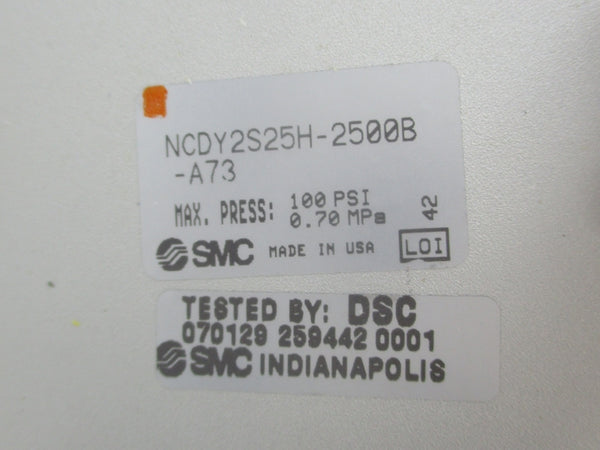 NCDY2S25H-2500B
-A73
MAX. PRESS: 100 PSI
0.70 MPa
42
SMC MADE IN USA LOI
TESTED BY: DSC
070129 259442 0001
SMC INDIANAPOLIS